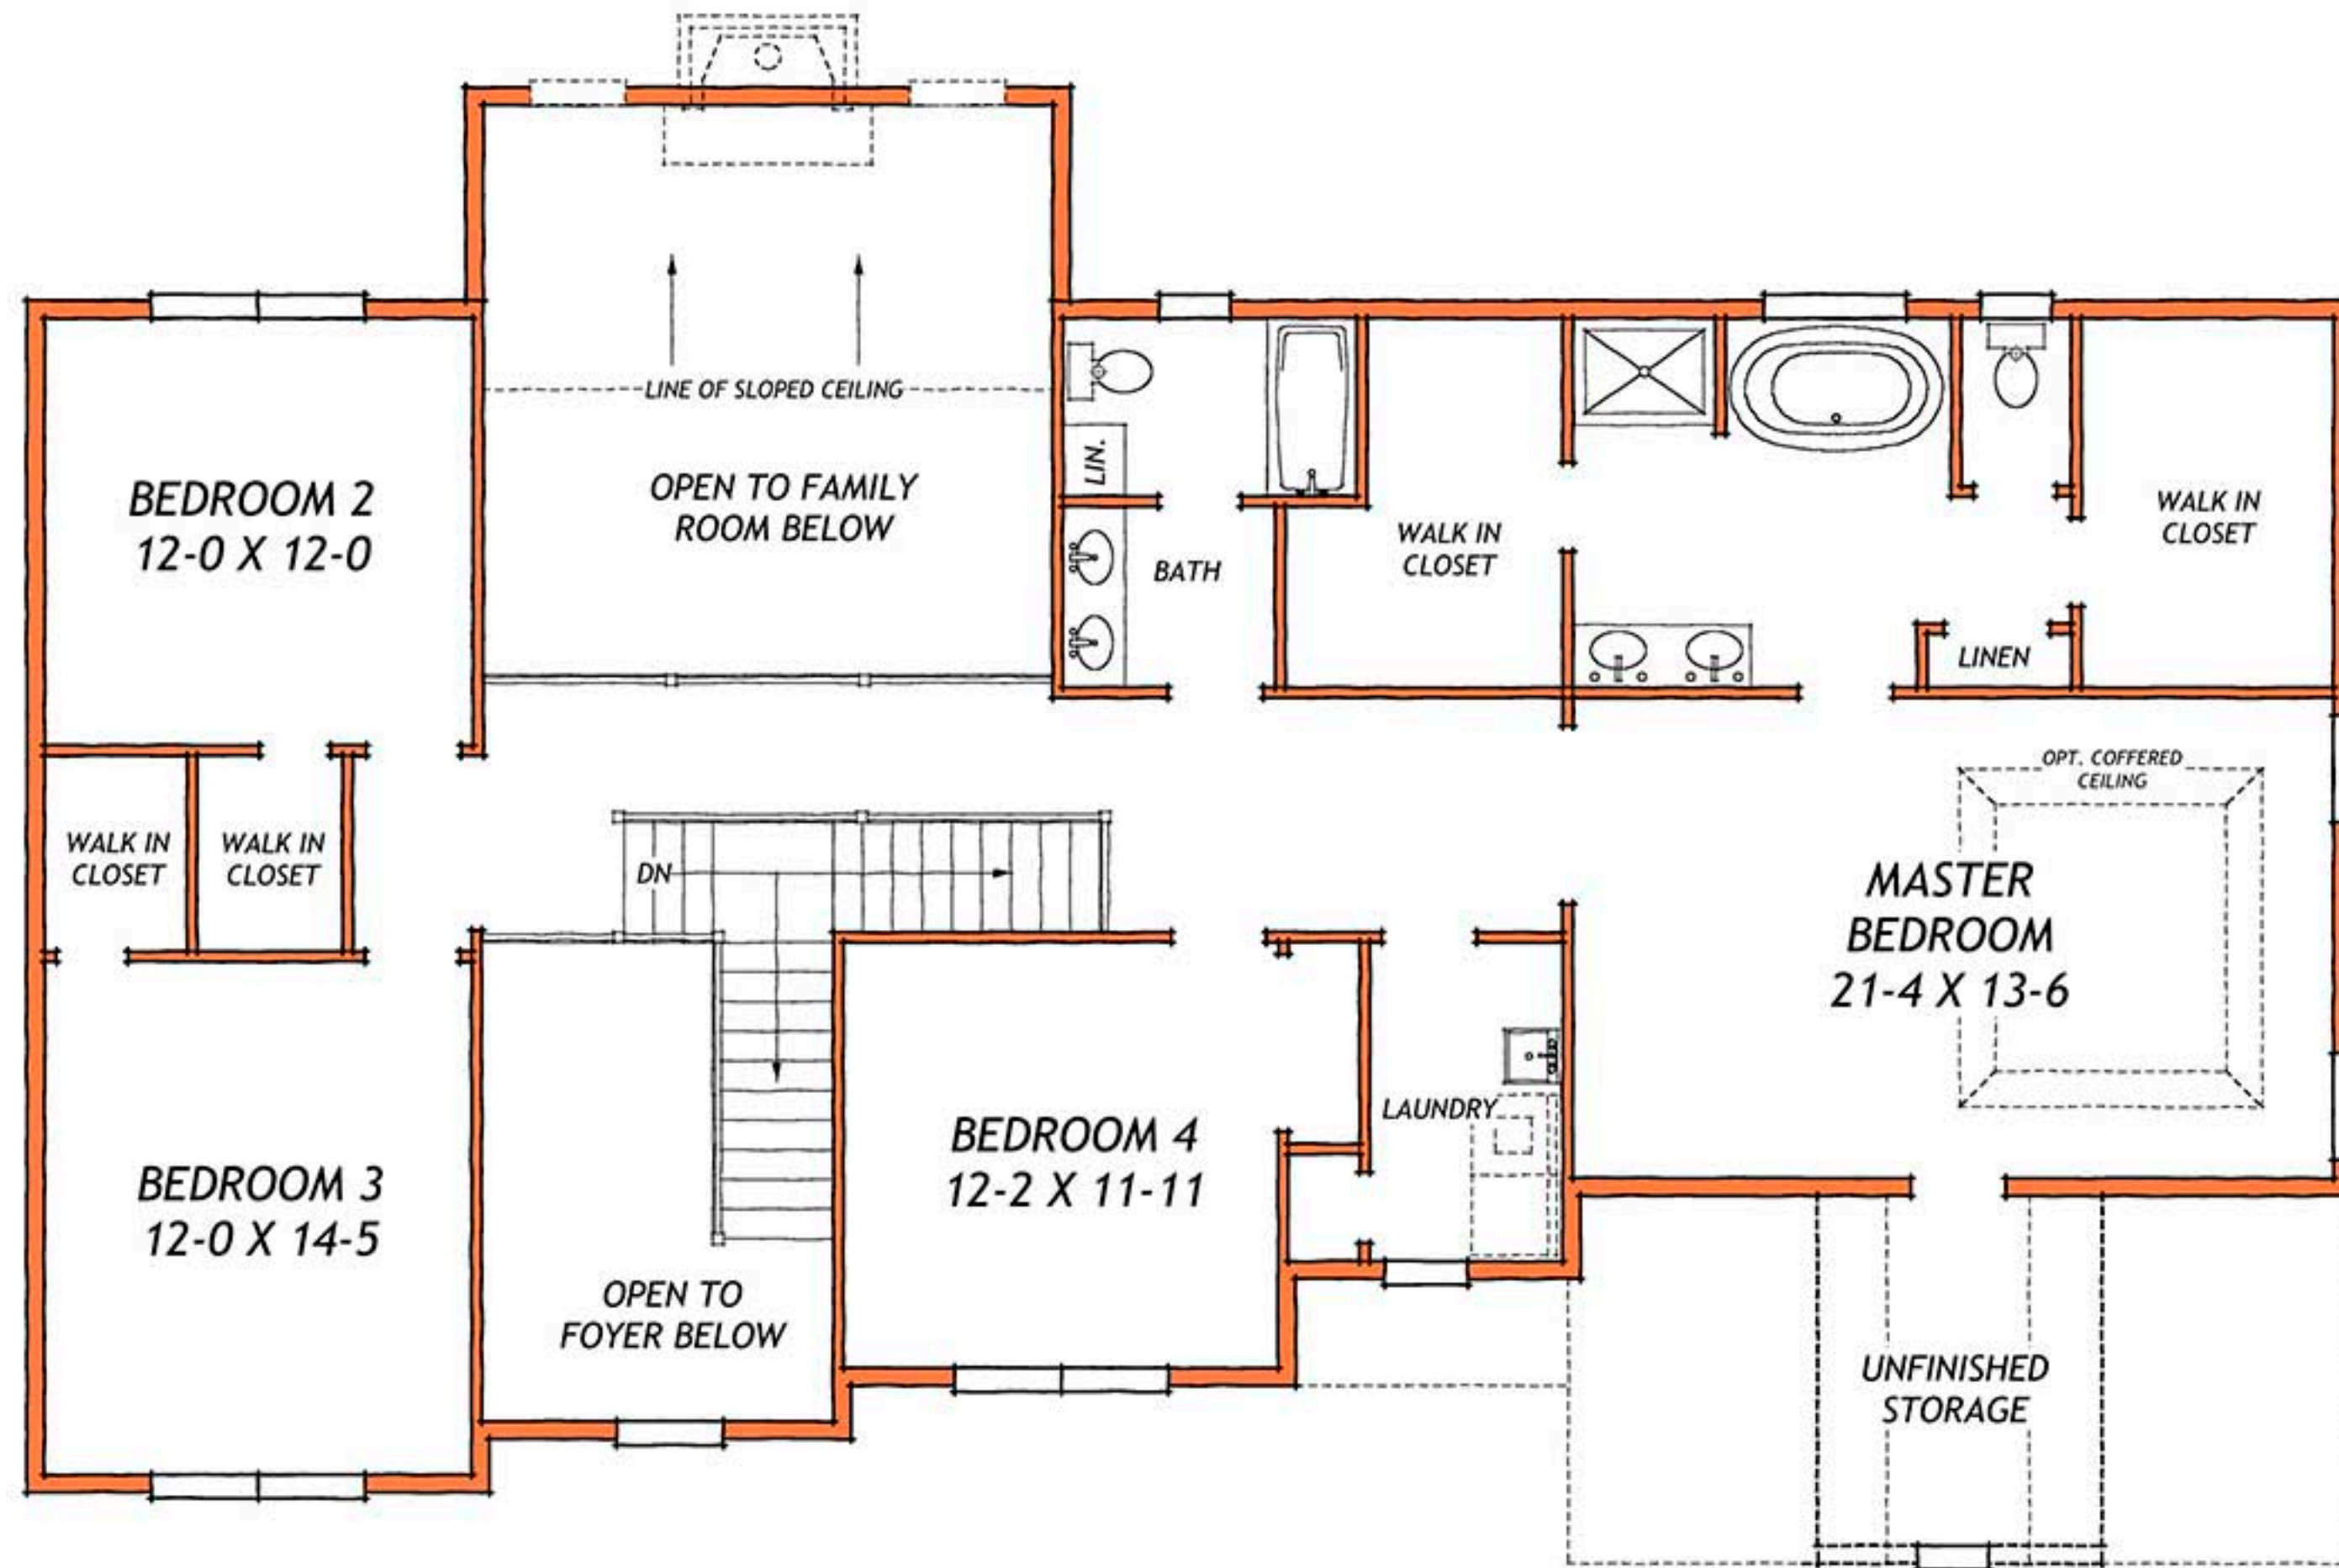 LINE OF SLOPED CEILING
BEDROOM 2
12-0 X 12-0
OPEN TO FAMILY
ROOM BELOW
LIN.
BATH
WALK IN
CLOSET
WALK IN
CLOSET
LINEN
OPT. COFFERED
CEILING
WALK IN
CLOSET
WALK IN
CLOSET
DN
MASTER
BEDROOM
21-4 X 13-6
BEDROOM 3
12-0 X 14-5
OPEN TO
FOYER BELOW
BEDROOM 4
12-2 X 11-11
LAUNDRY
UNFINISHED
STORAGE